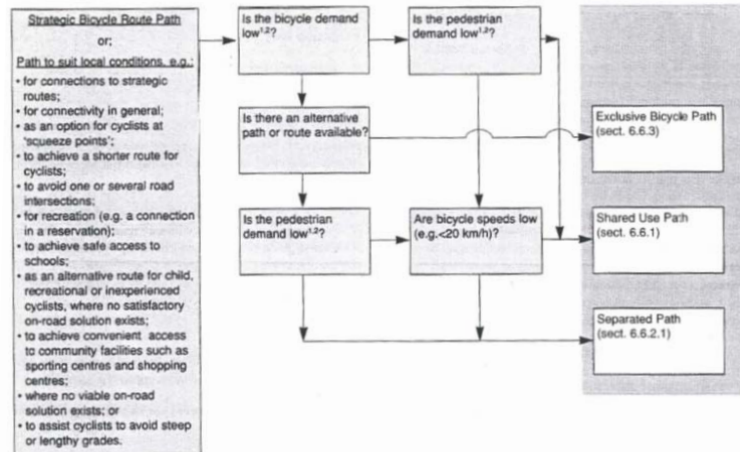 Strategic Bicycle Route Path
or;
Path to suit local conditions, e.g.:
• for connections to strategic
routes;
• for connectivity in general;
• as an option for cyclists at
'squeeze points';
• to achieve a shorter route for
cyclists;
• to avoid one or several road
intersections;
• for recreation (e.g. a connection
in a reservation);
• to achieve safe access to
schools;
• as an alternative route for child,
recreational or inexperienced
cyclists, where no satisfactory
on-road solution exists;
• to achieve convenient access
to community facilities such as
sporting centres and shopping
centres;
• where no viable on-road
solution exists; or
• to assist cyclists to avoid steep
or lengthy grades.
Is the bicycle demand
low¹,²?
Is the pedestrian
demand low¹,²?
Is there an alternative
path or route available?
Exclusive Bicycle Path
(sect. 6.6.3)
Is the pedestrian
demand low¹,²?
Are bicycle speeds low
(e.g.<20 km/h)?
Shared Use Path
(sect. 6.6.1)
Separated Path
(sect. 6.6.2.1)